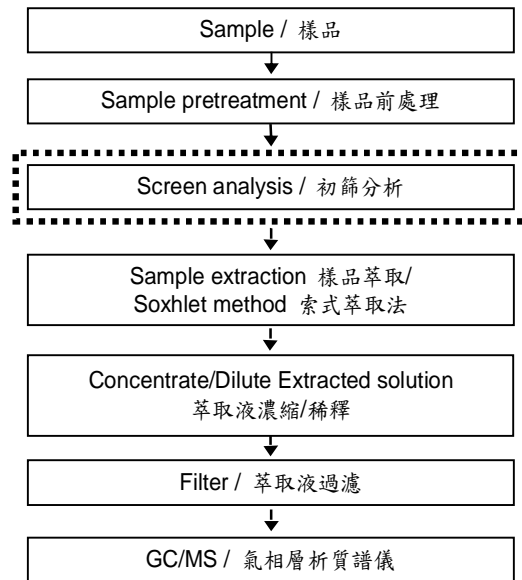 Sample / 樣品
Sample pretreatment / 樣品前處理
Screen analysis / 初篩分析
Sample extraction 樣品萃取/
Soxhlet method 索式萃取法
Concentrate/Dilute Extracted solution
萃取液濃縮/稀釋
Filter / 萃取液過濾
GC/MS / 氣相層析質譜儀